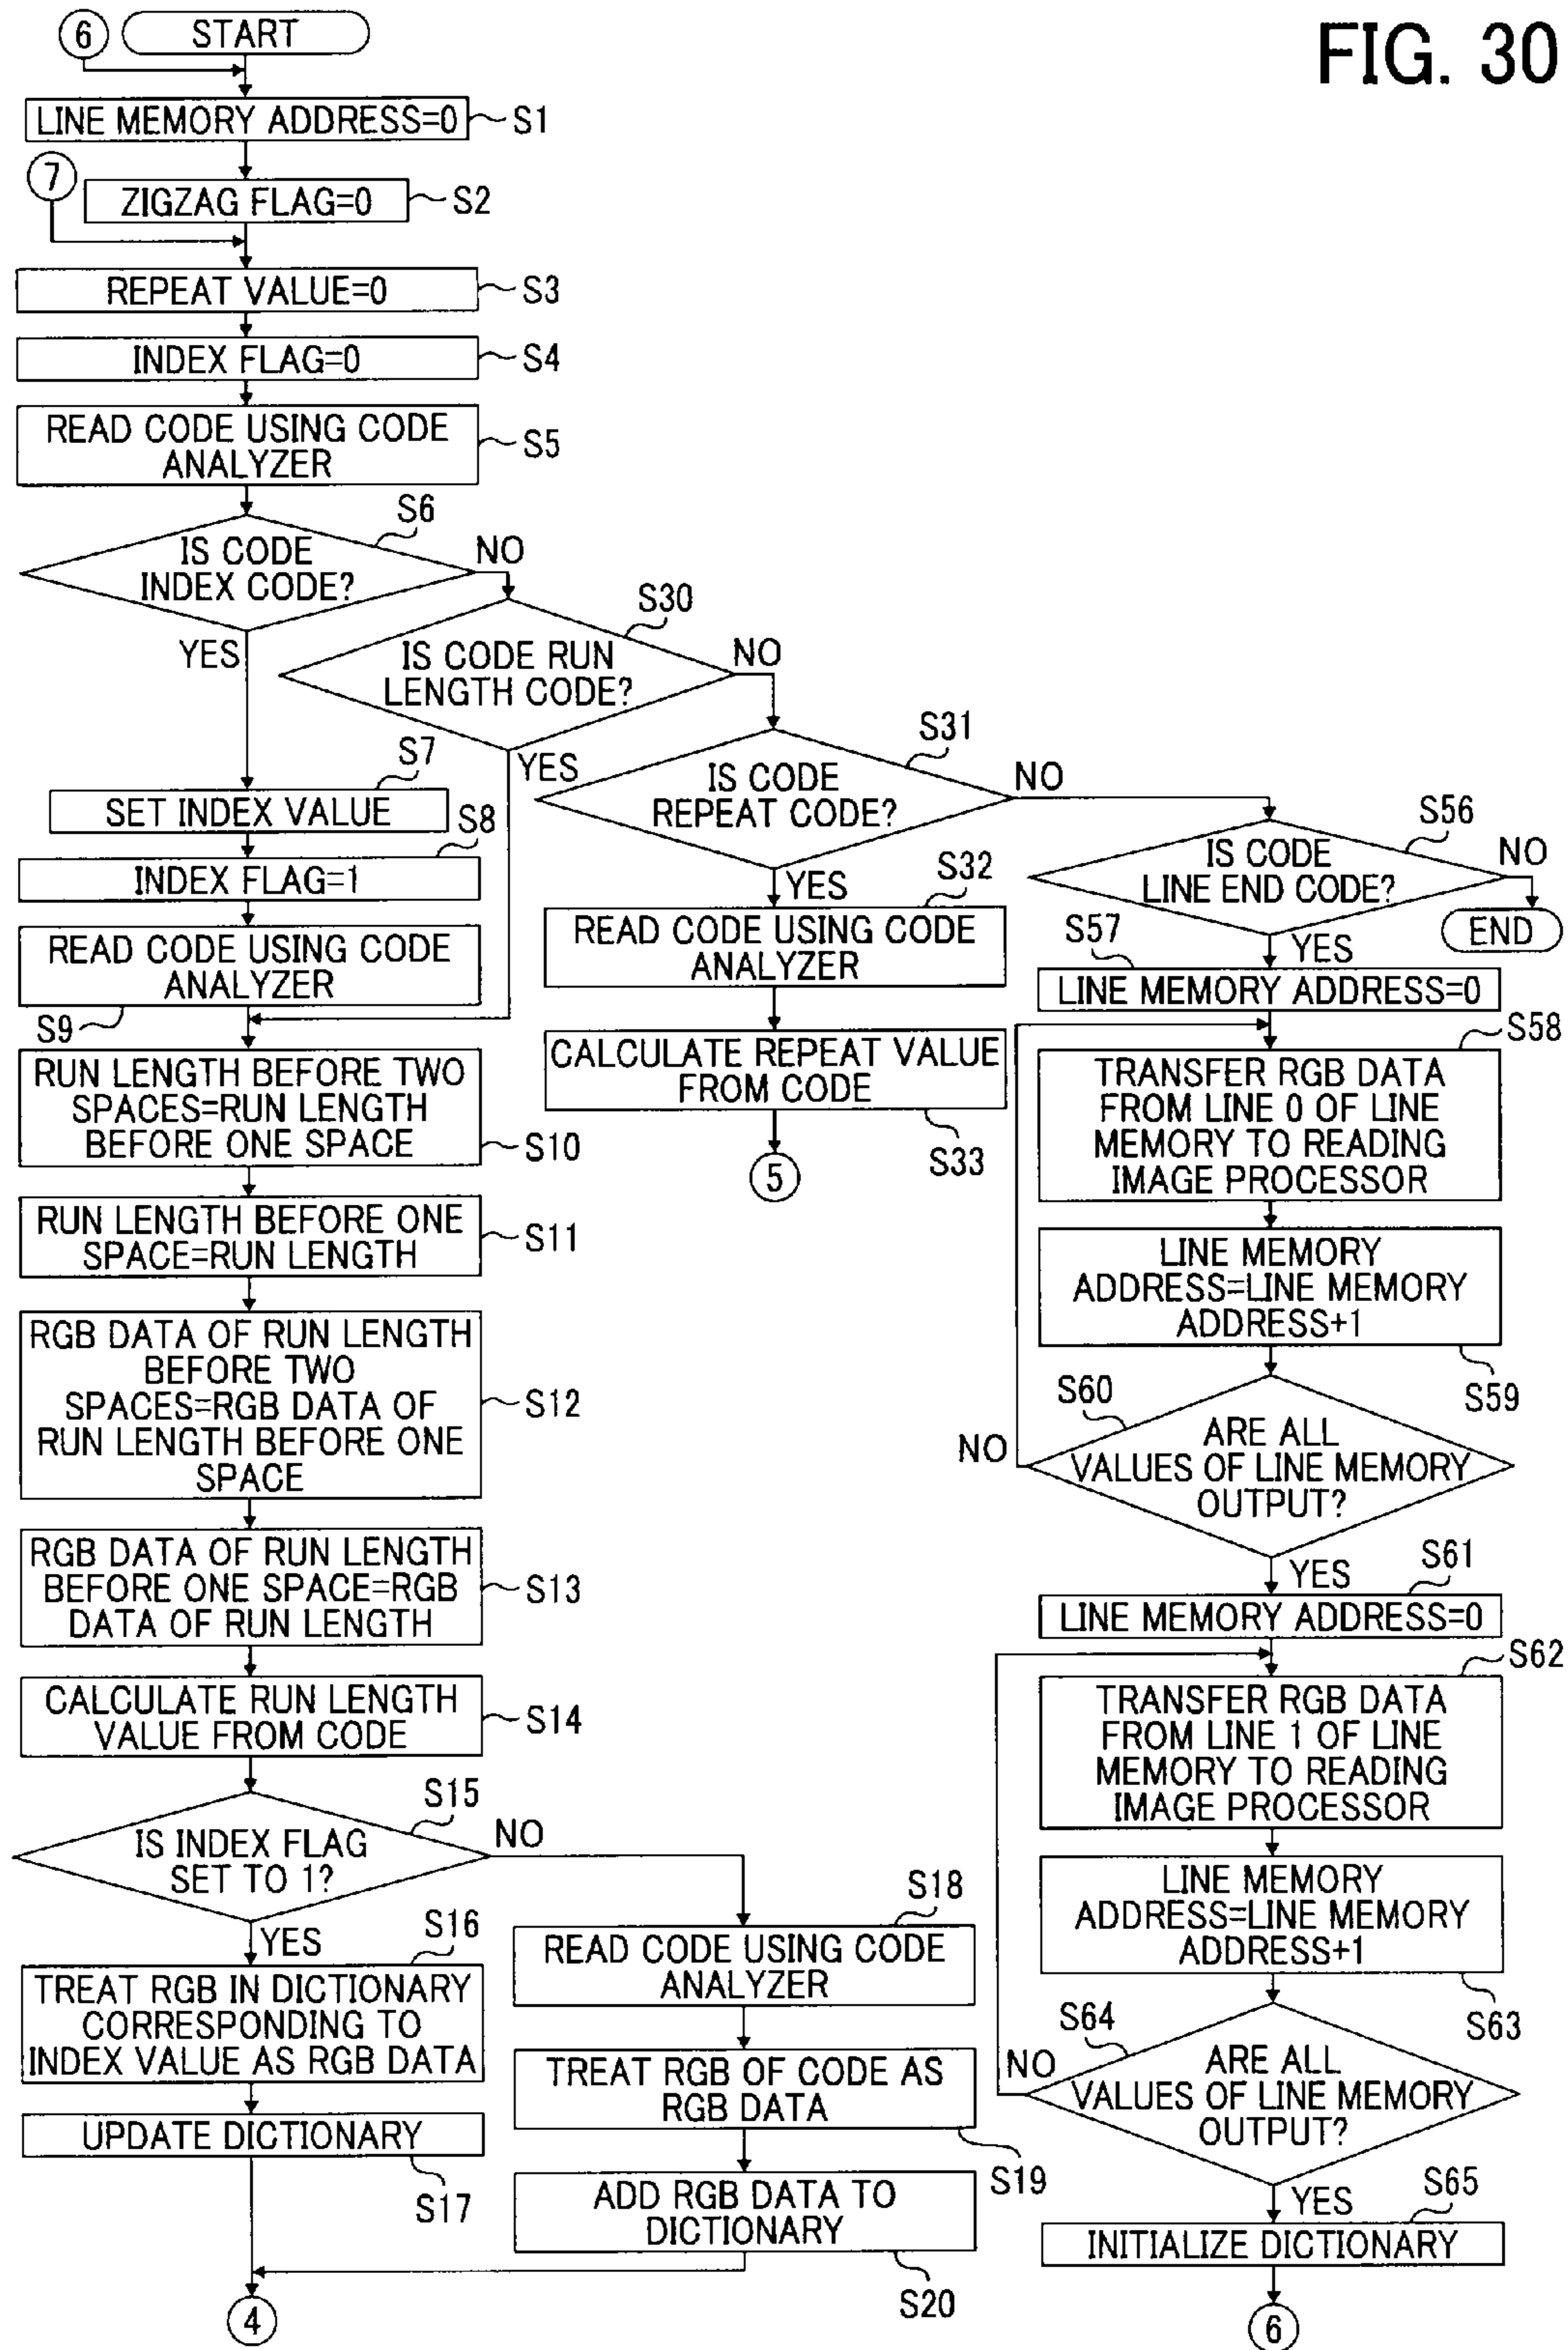 FIG. 30
6
START
LINE MEMORY ADDRESS=0
S1
7
ZIGZAG FLAG=0
S2
REPEAT VALUE=0
S3
INDEX FLAG=0
S4
READ CODE USING CODE
ANALYZER
S5
IS CODE
INDEX CODE?
S6
NO
YES
IS CODE RUN
LENGTH CODE?
S30
NO
YES
IS CODE
REPEAT CODE?
S31
NO
YES
IS CODE
LINE END CODE?
S56
NO
END
YES
SET INDEX VALUE
S7
INDEX FLAG=1
S8
READ CODE USING CODE
ANALYZER
S9
RUN LENGTH BEFORE TWO
SPACES=RUN LENGTH
BEFORE ONE SPACE
S10
RUN LENGTH BEFORE ONE
SPACE=RUN LENGTH
S11
RGB DATA OF RUN LENGTH
BEFORE TWO
SPACES=RGB DATA OF
RUN LENGTH BEFORE ONE
SPACE
S12
RGB DATA OF RUN LENGTH
BEFORE ONE SPACE=RGB
DATA OF RUN LENGTH
S13
CALCULATE RUN LENGTH
VALUE FROM CODE
S14
IS INDEX FLAG
SET TO 1?
S15
NO
YES
TREAT RGB IN DICTIONARY
CORRESPONDING TO
INDEX VALUE AS RGB DATA
S16
UPDATE DICTIONARY
S17
4
READ CODE USING CODE
ANALYZER
S18
TREAT RGB OF CODE AS
RGB DATA
S19
ADD RGB DATA TO
DICTIONARY
S20
READ CODE USING CODE
ANALYZER
S32
CALCULATE REPEAT VALUE
FROM CODE
S33
5
S57
LINE MEMORY ADDRESS=0
S58
TRANSFER RGB DATA
FROM LINE 0 OF LINE
MEMORY TO READING
IMAGE PROCESSOR
LINE MEMORY
ADDRESS=LINE MEMORY
ADDRESS+1
S59
S60
ARE ALL
VALUES OF LINE MEMORY
OUTPUT?
NO
YES
S61
LINE MEMORY ADDRESS=0
S62
TRANSFER RGB DATA
FROM LINE 1 OF LINE
MEMORY TO READING
IMAGE PROCESSOR
LINE MEMORY
ADDRESS=LINE MEMORY
ADDRESS+1
S63
S64
ARE ALL
VALUES OF LINE MEMORY
OUTPUT?
NO
YES
S65
INITIALIZE DICTIONARY
6